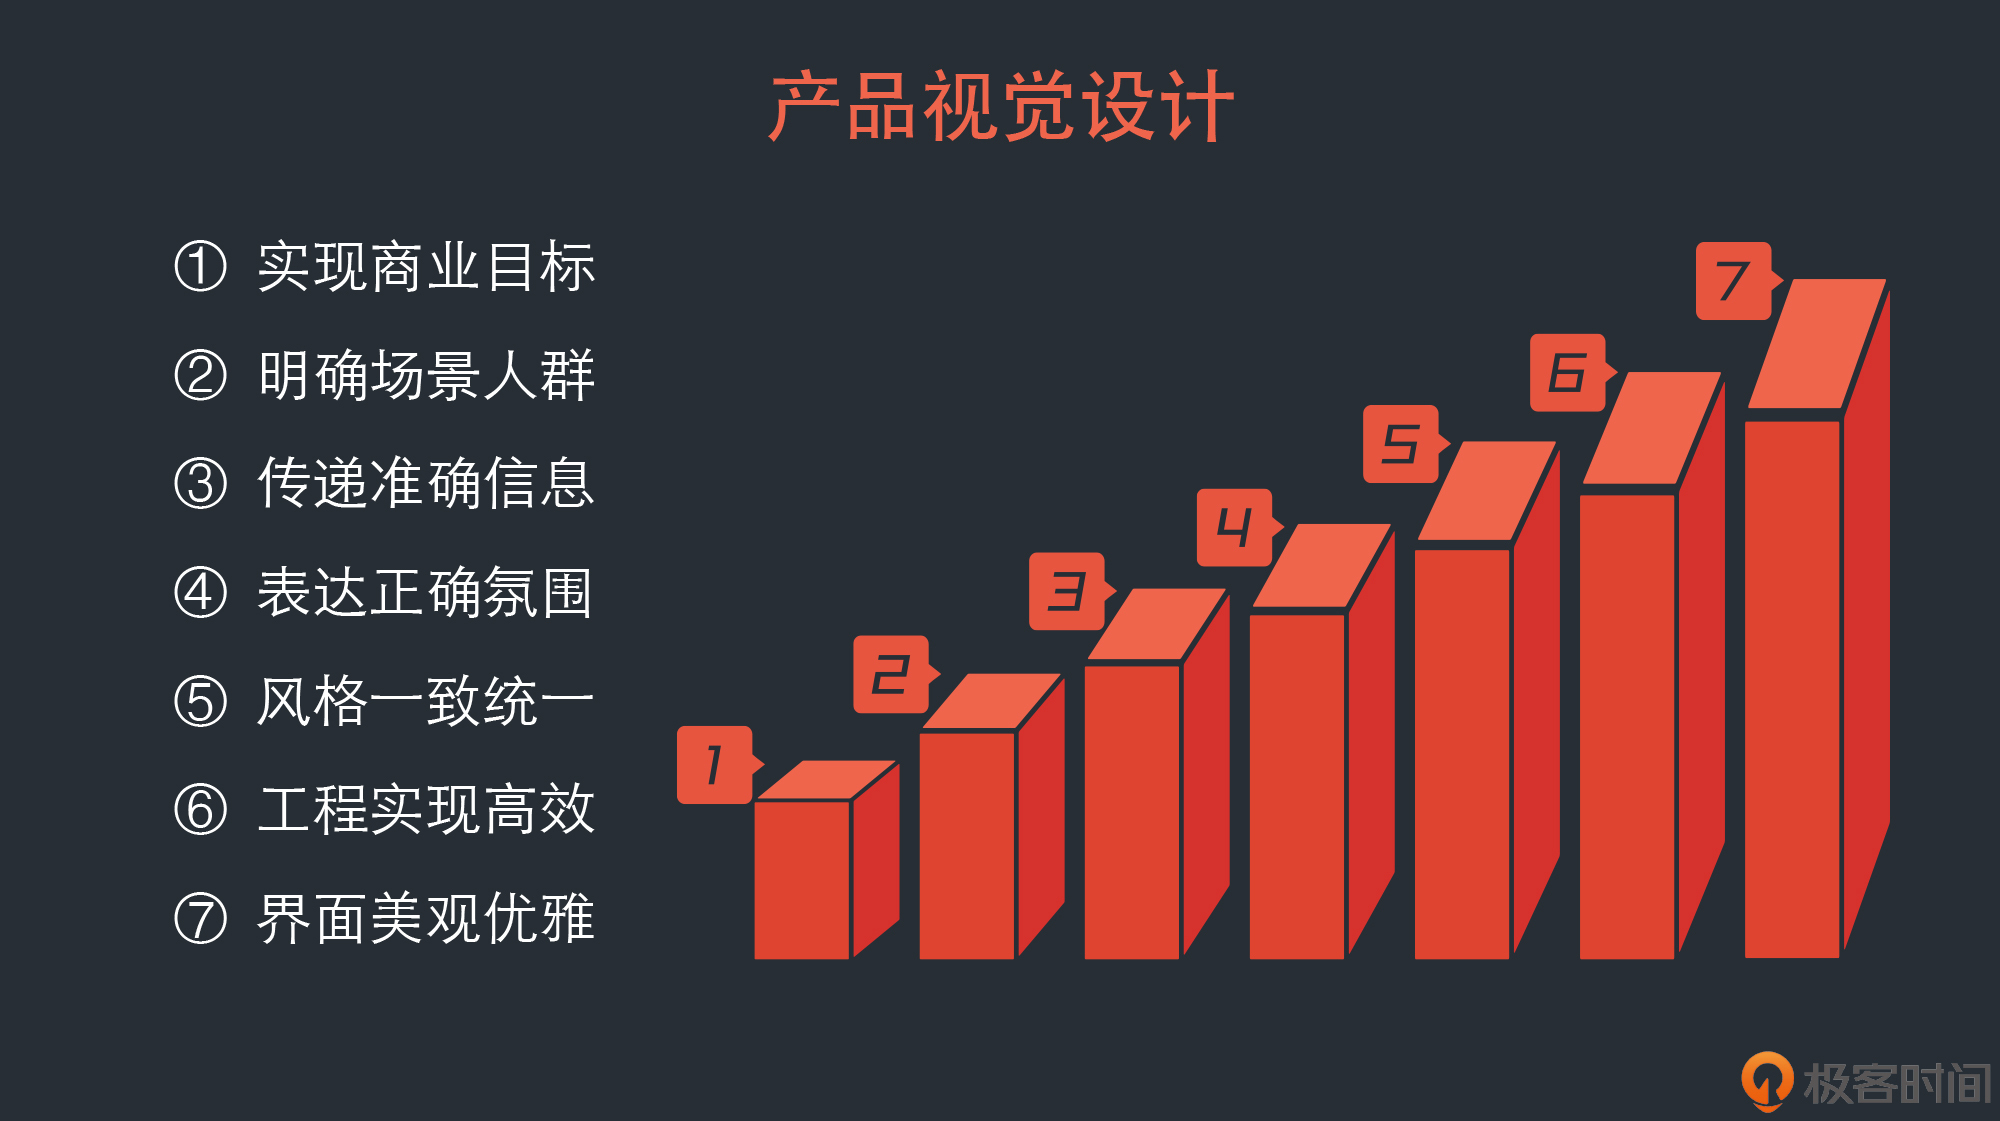 产品视觉设计
① 实现商业目标
② 明确场景人群
③ 传递准确信息
④ 表达正确氛围
⑤ 风格一致统一
⑥ 工程实现高效
⑦ 界面美观优雅
1
2
3
4
5
6
7
极客时间